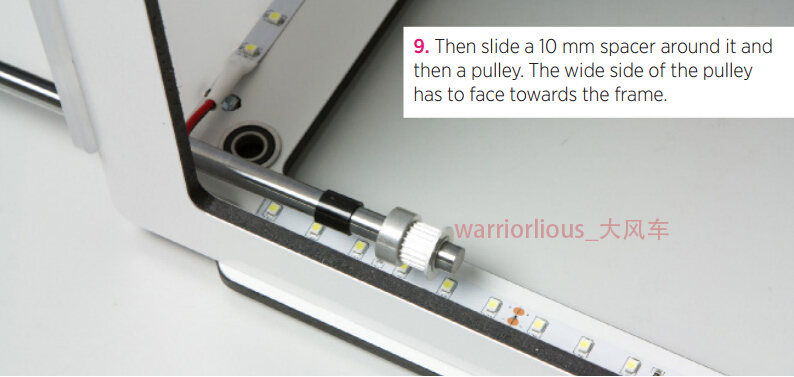 9. Then slide a 10 mm spacer around it and
then a pulley. The wide side of the pulley
has to face towards the frame.
warriorlious_大风车